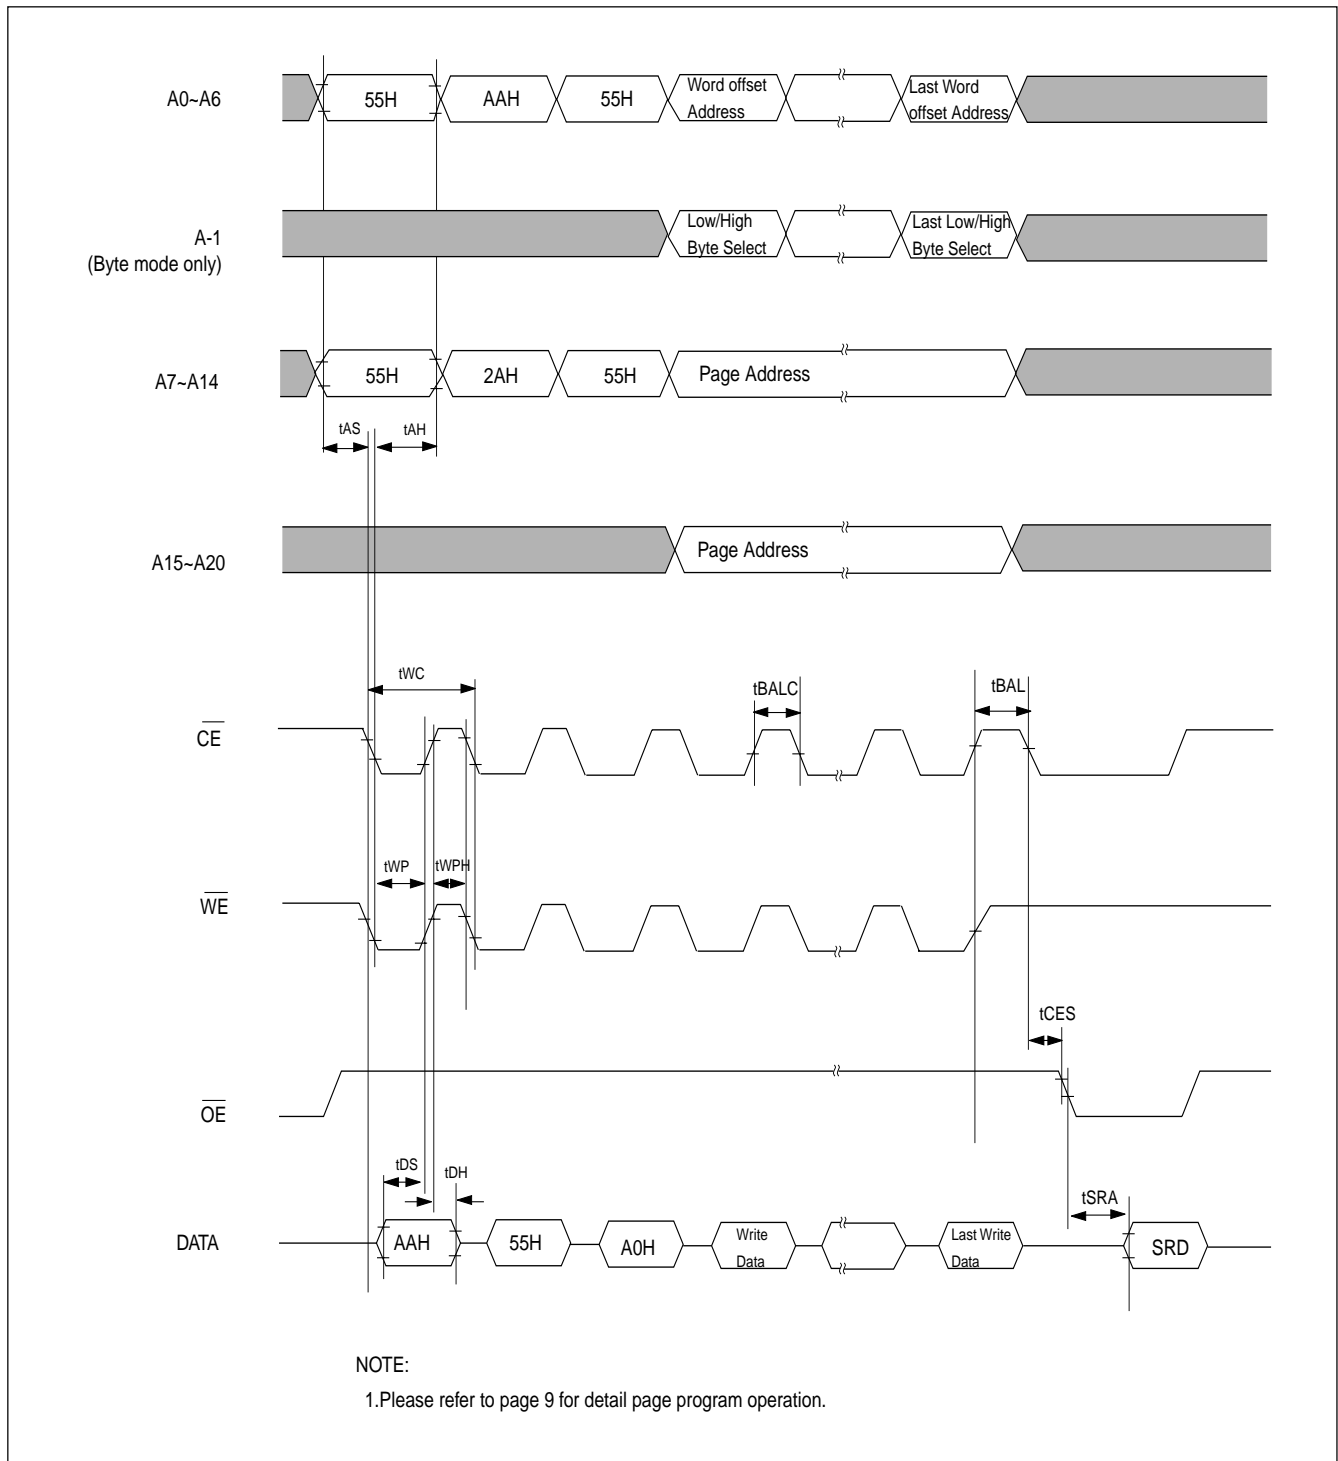 A0~A6
55H
AAH
55H
Word offset
Address
Last Word
offset Address
A-1
(Byte mode only)
Low/High
Byte Select
Last Low/High
Byte Select
A7~A14
55H
2AH
55H
Page Address
tAS
tAH
A15~A20
Page Address
tWC
tBALC
tBAL
CE
tWP
tWPH
WE
tCES
OE
tDS
tDH
tSRA
DATA
AAH
55H
A0H
Write
Data
Last Write
Data
SRD
NOTE:
1.Please refer to page 9 for detail page program operation.